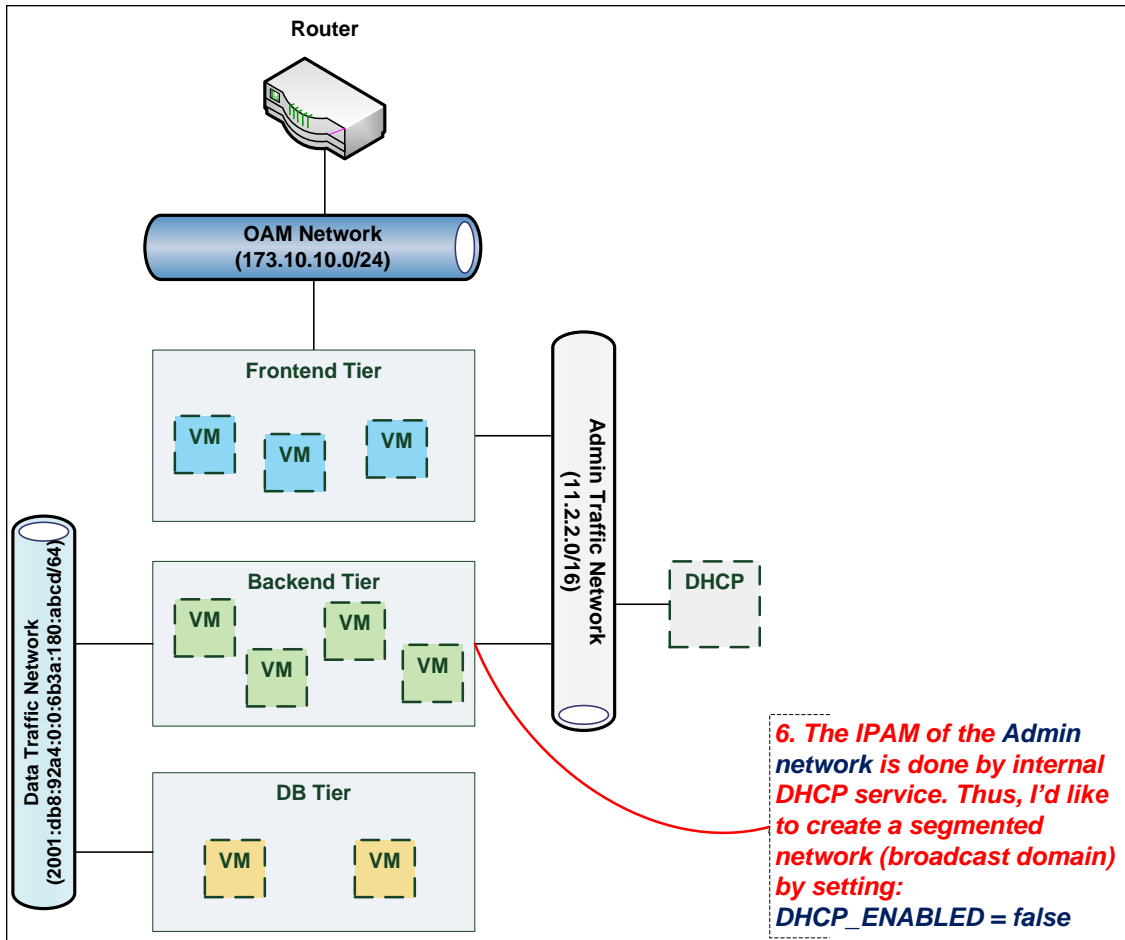 Router
OAM Network
(173.10.10.0/24)
Frontend Tier
VM
VM
VM
Admin Traffic Network
(11.2.2.0/16)
DHCP
Data Traffic Network
(2001:db8:92a4:0:0:6b3a:180:abcd/64)
Backend Tier
VM
VM
VM
VM
DB Tier
VM
VM
6. The IPAM of the Admin
network is done by internal
DHCP service. Thus, I’d like
to create a segmented
network (broadcast domain)
by setting:
DHCP_ENABLED = false